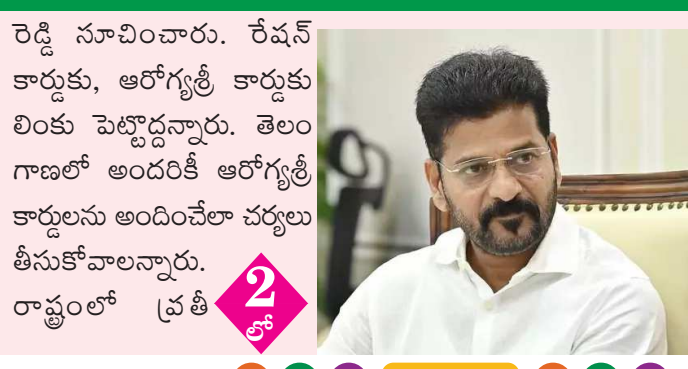 రెడ్డి సూచించారు. రేషన్
కార్డుకు, ఆరోగ్యశ్రీ కార్డుకు
లింకు పెట్టొద్దన్నారు. తెలం
గాణలో అందరికీ ఆరోగ్యశ్రీ
కార్డులను అందించేలా చర్యలు
తీసుకోవాలన్నారు.
రాష్ట్రంలో ప్రతీ
2
లో